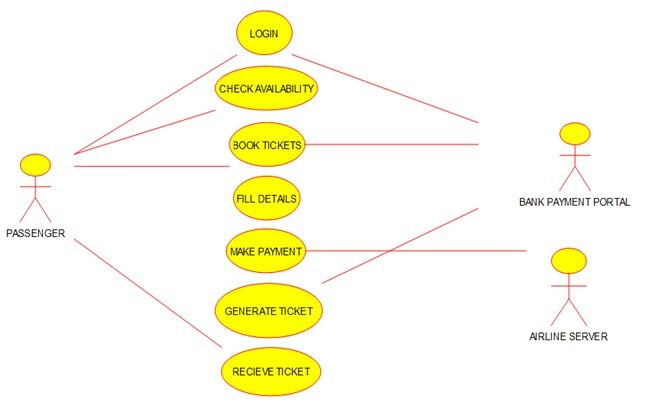 LOGIN
CHECK AVAILABILITY
BOOK TICKETS
FILL DETAILS
MAKE PAYMENT
GENERATE TICKET
RECIEVE TICKET
PASSENGER
BANK PAYMENT PORTAL
AIRLINE SERVER